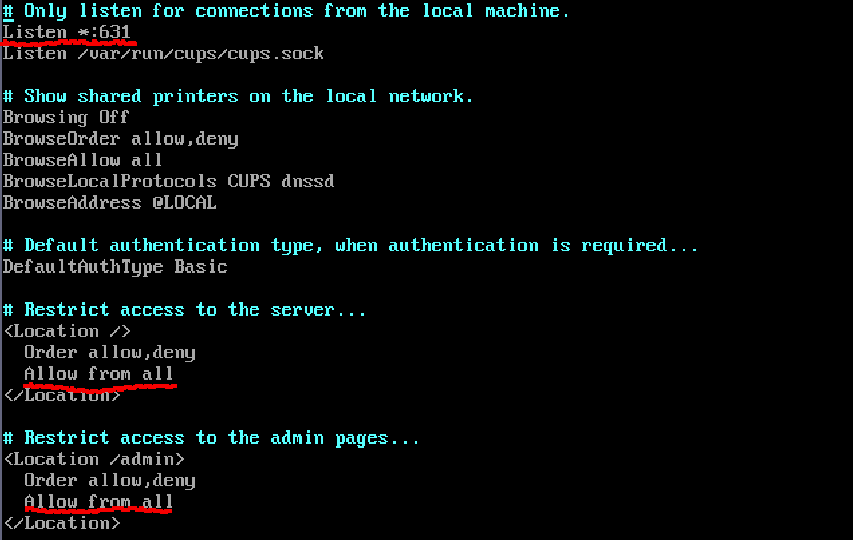 # Only listen for connections from the local machine.
Listen *:631
Listen /var/run/cups/cups.sock
# Show shared printers on the local network.
Browsing Off
BrowseOrder allow,deny
BrowseAllow all
BrowseLocalProtocols CUPS dnssd
BrowseAddress @LOCAL
# Default authentication type, when authentication is required...
DefaultAuthType Basic
# Restrict access to the server...
<Location />
Order allow,deny
Allow from all
</Location>
# Restrict access to the admin pages...
<Location /admin>
Order allow,deny
Allow from all
</Location>